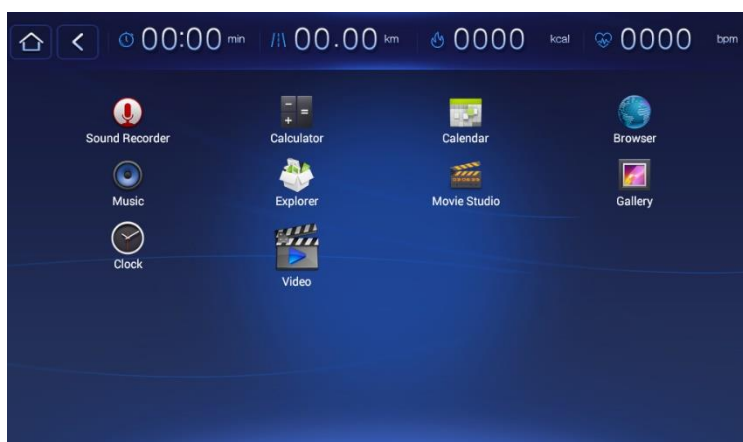 00:00 min 00.00 km 0000 kcal 0000 bpm
Sound Recorder Calculator Calendar Browser
Music Explorer Movie Studio Gallery
Clock
Video